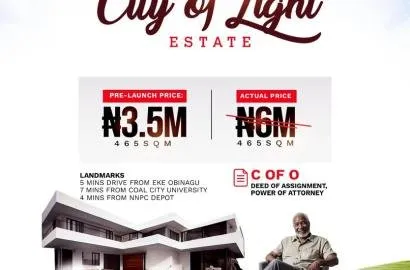 City of Light
ESTATE
PRE-LAUNCH PRICE:
₦3.5M
465SQM
ACTUAL PRICE
₦6M
465SQM
LANDMARKS
5 MINS DRIVE FROM EKE OBINAGU
7 MINS FROM COAL CITY UNIVERSITY
4 MINS FROM NNPC DEPOT
C OF O
DEED OF ASSIGNMENT,
POWER OF ATTORNEY